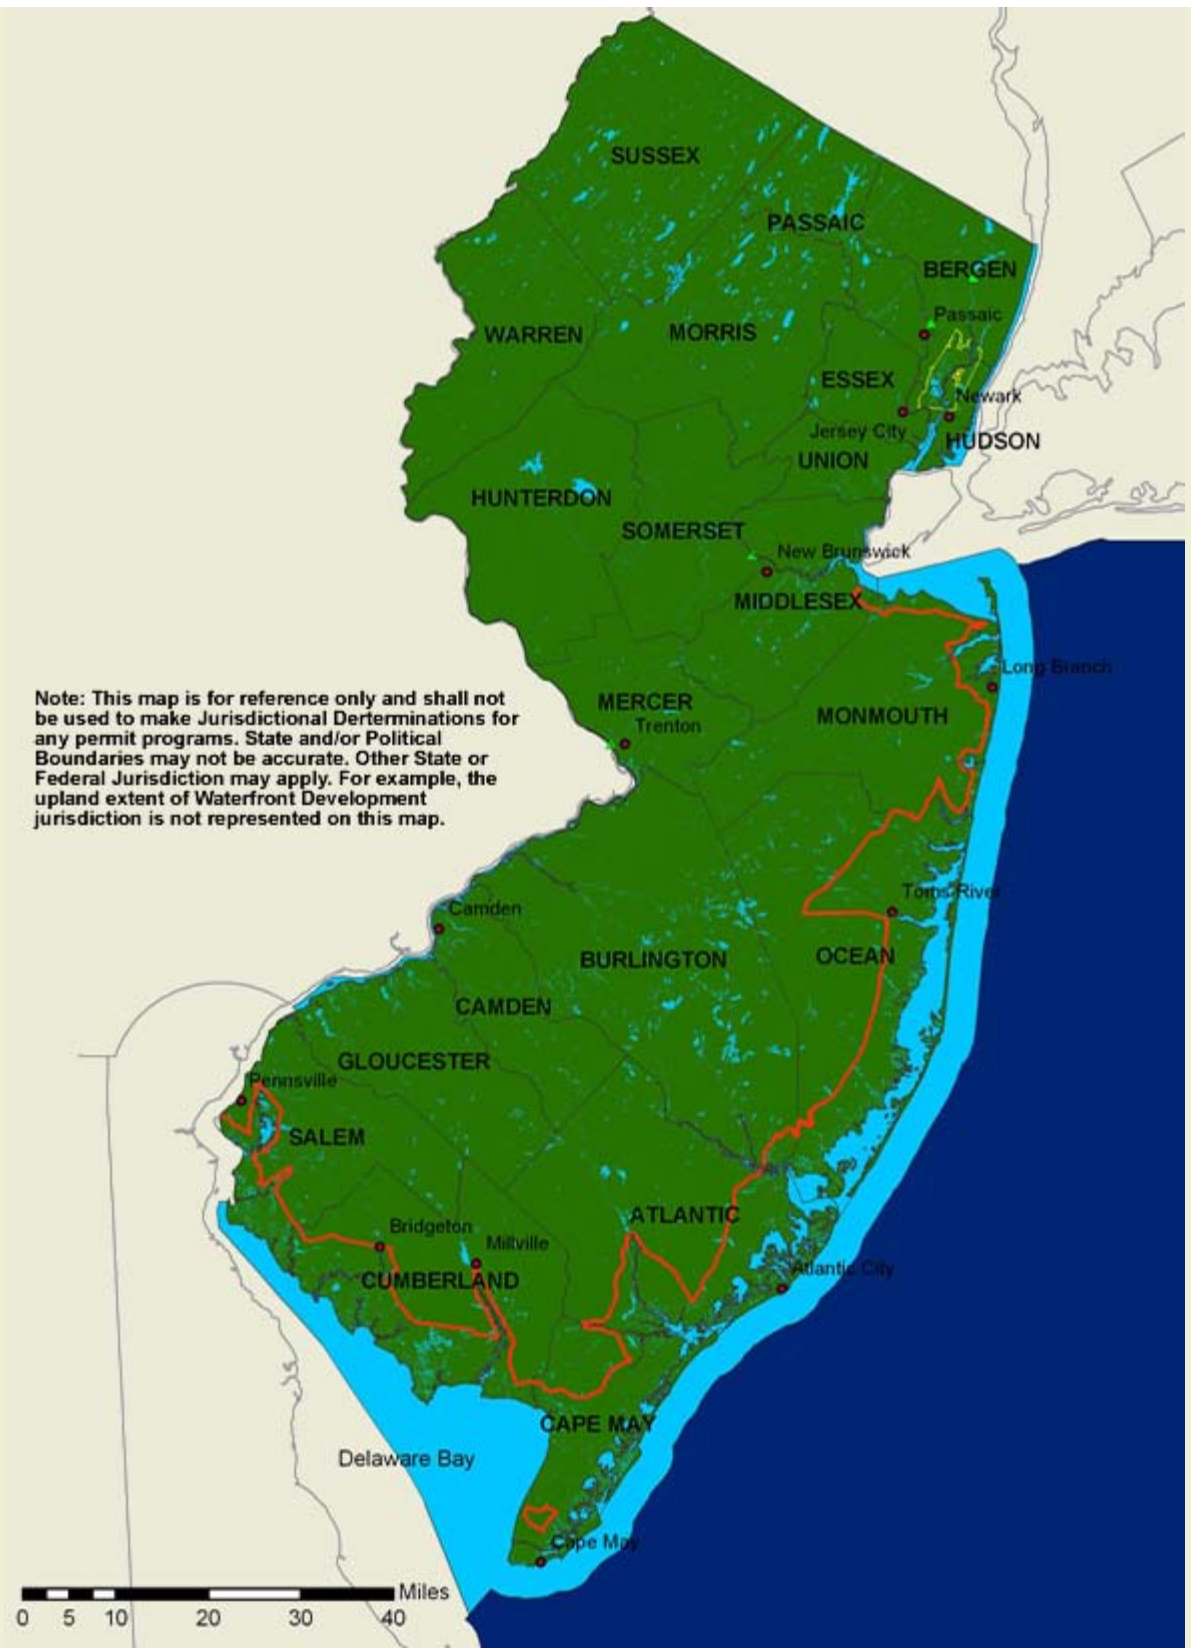 SUSSEX
PASSAIC
BERGEN
Passaic
WARREN
MORRIS
ESSEX
Newark
Jersey City
HUDSON
UNION
HUNTERDON
SOMERSET
New Brunswick
MIDDLESEX
Long Branch
Note: This map is for reference only and shall not
be used to make Jurisdictional Derterminations for
any permit programs. State and/or Political
Boundaries may not be accurate. Other State or
Federal Jurisdiction may apply. For example, the
upland extent of Waterfront Development
jurisdiction is not represented on this map.
MERCER
MONMOUTH
Trenton
Toms River
Camden
BURLINGTON
OCEAN
CAMDEN
GLOUCESTER
Pennsville
SALEM
ATLANTIC
Bridgeton
Millville
Atlantic City
CUMBERLAND
CAPE MAY
Delaware Bay
Cape May
Miles
0 5 10 20 30 40